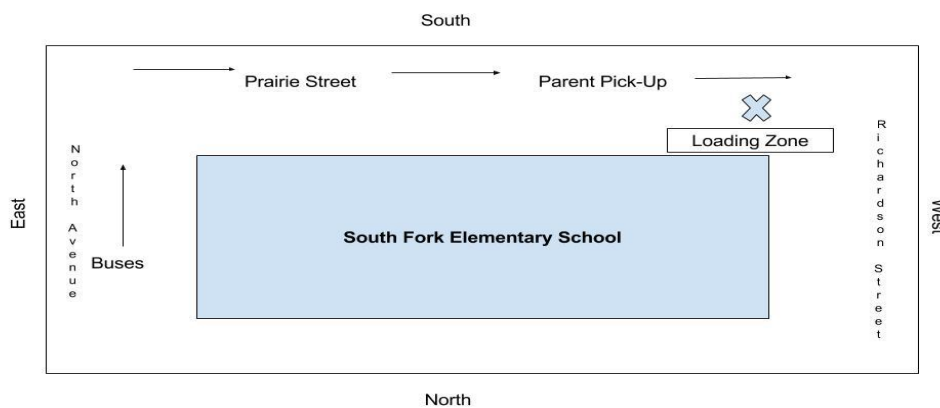 South
Prairie Street
Parent Pick-Up
Loading Zone
East
North Avenue
Buses
South Fork Elementary School
Richardson Street
West
North